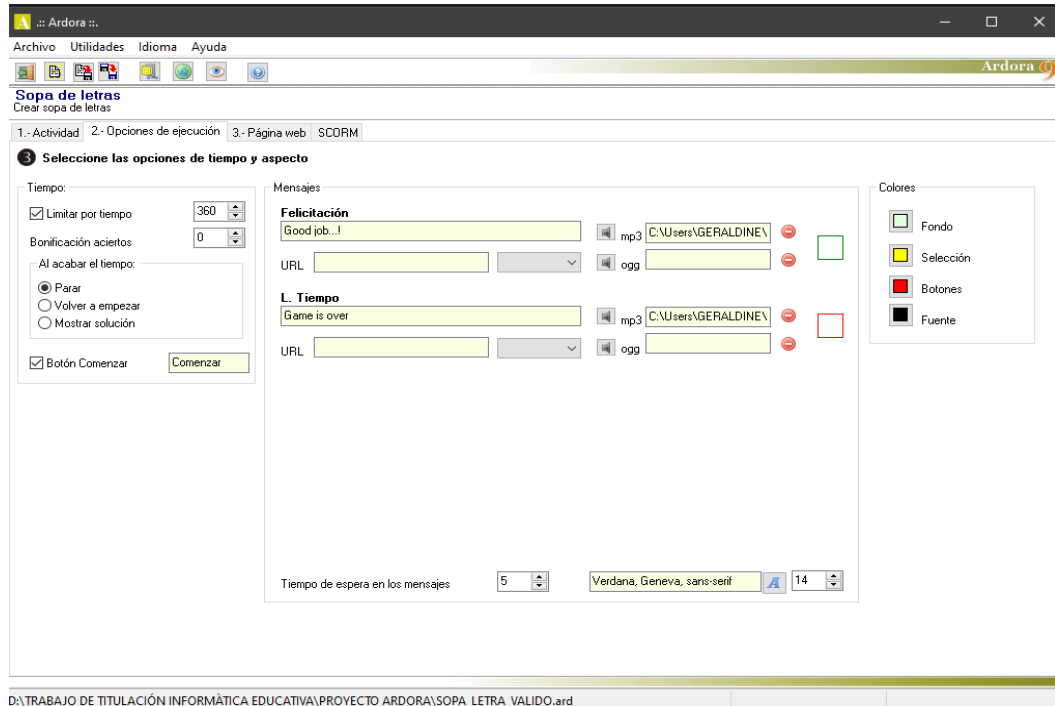 .:: Ardora ::.
Archivo Utilidades Idioma Ayuda
Ardora 9
Sopa de letras
Crear sopa de letras
1.- Actividad 2.- Opciones de ejecución 3.- Página web SCORM
3 Seleccione las opciones de tiempo y aspecto
Tiempo:
Limitar por tiempo 360
Bonificación aciertos 0
Al acabar el tiempo:
Parar
Volver a empezar
Mostrar solución
Botón Comenzar Comenzar
Mensajes
Felicitación
Good job...! mp3 C:\Users\GERALDINE\
URL ogg
L. Tiempo
Game is over mp3 C:\Users\GERALDINE\
URL ogg
Tiempo de espera en los mensajes 5 Verdana, Geneva, sans-serif A 14
Colores
Fondo
Selección
Botones
Fuente
D:\TRABAJO DE TITULACIÓN INFORMÀTICA EDUCATIVA\PROYECTO ARDORA\SOPA_LETRA_VALIDO.ard